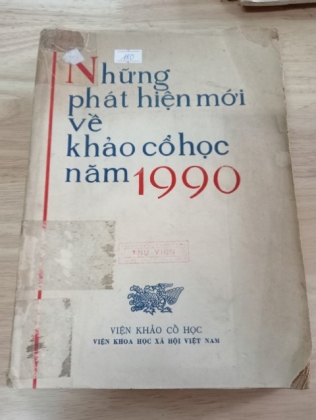 Những
phát hiện mới
về
khảo cổ học
năm 1990
THƯ VIỆN
VIỆN KHẢO CỔ HỌC
VIỆN KHOA HỌC XÃ HỘI VIỆT NAM